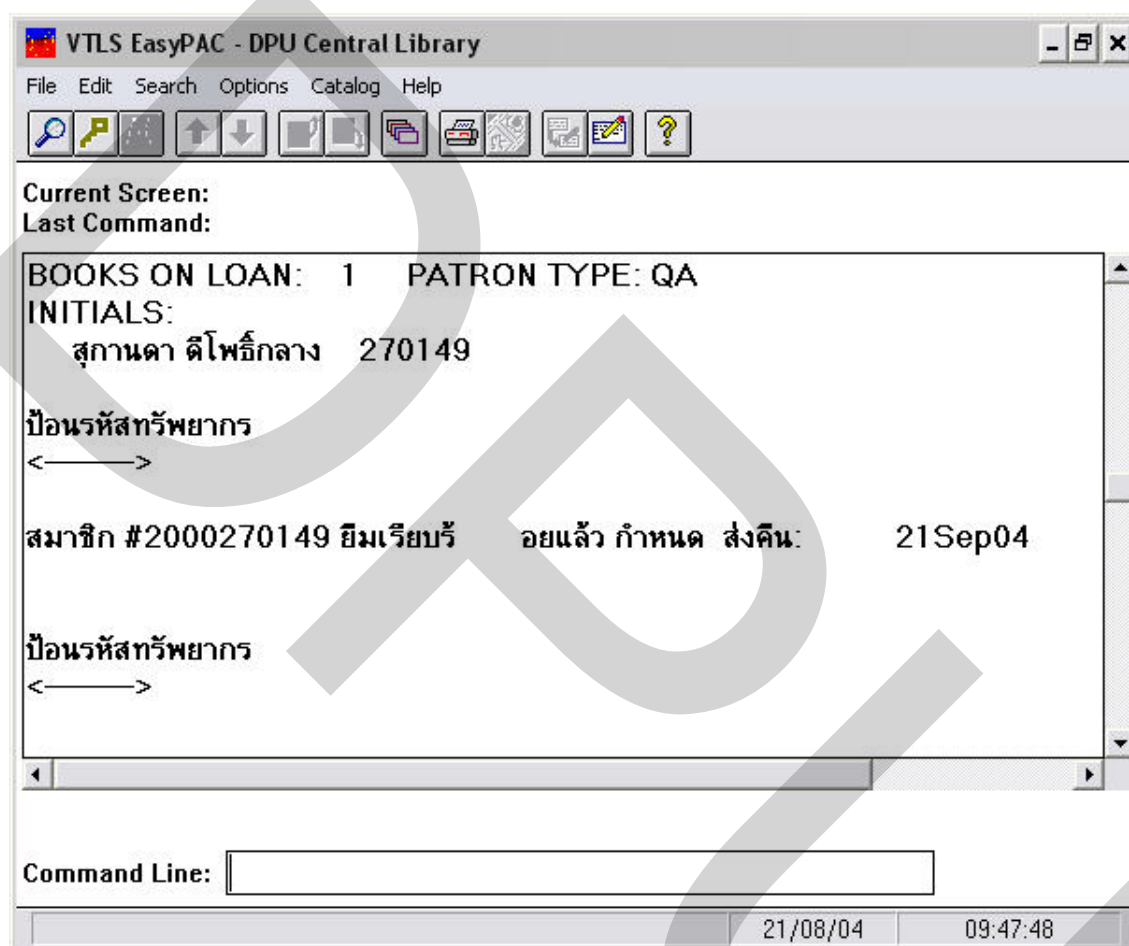 VTLS EasyPAC - DPU Central Library
File Edit Search Options Catalog Help
Current Screen:
Last Command:
BOOKS ON LOAN: 1 PATRON TYPE: QA
INITIALS:
สุกานดา ดีโพธิ์กลาง 270149
ป้อนรหัสทรัพยากร
<———>
สมาชิก #2000270149 ยืมเรียบร้ อยแล้ว กำหนด ส่งคืน: 21Sep04
ป้อนรหัสทรัพยากร
<———>
Command Line:
21/08/04 09:47:48
DPU